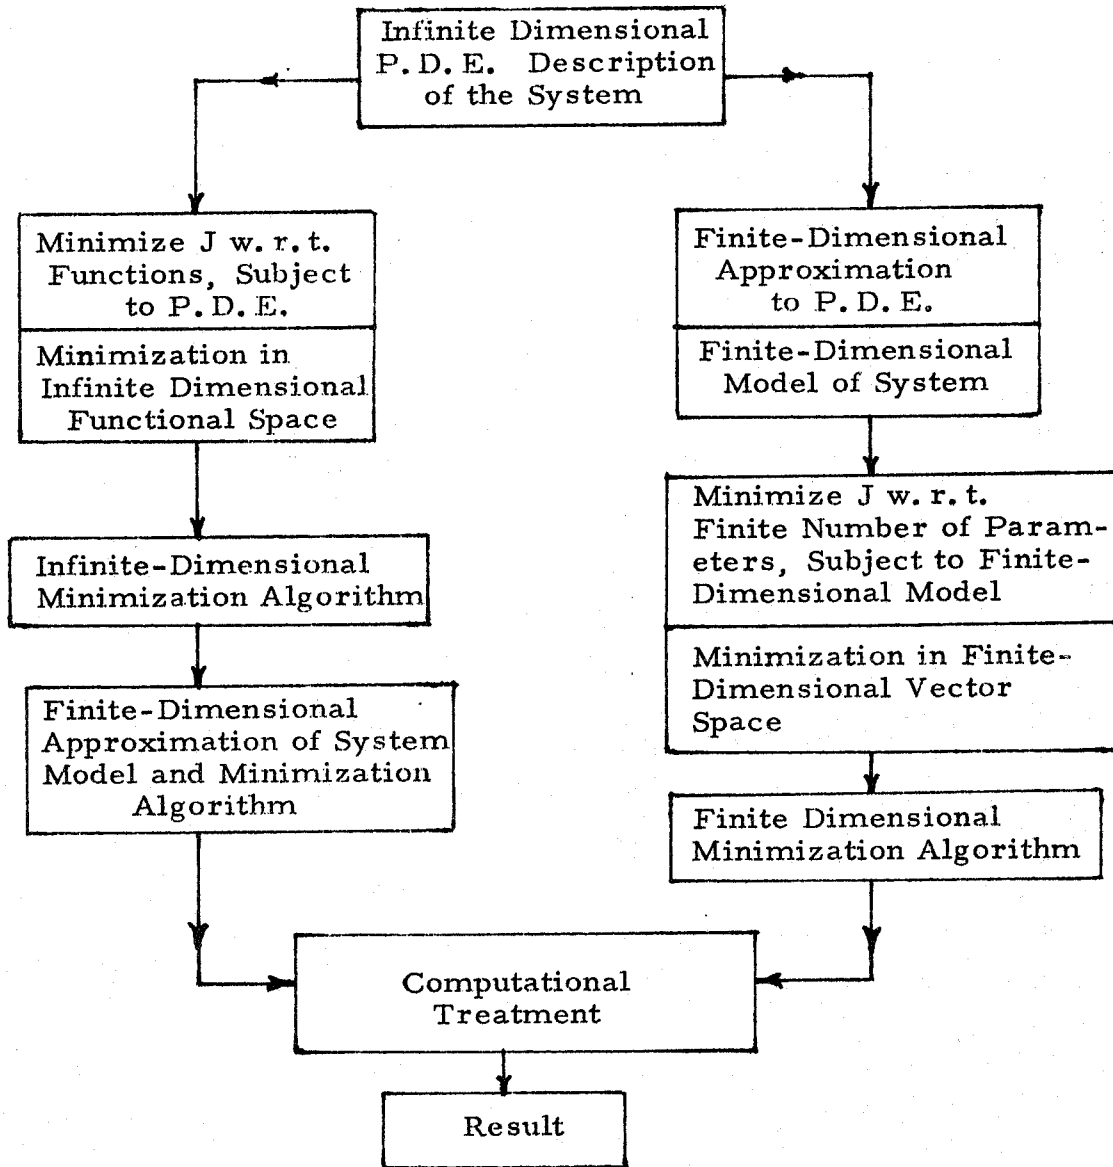 Infinite Dimensional
P. D. E. Description
of the System
Minimize J w. r. t.
Functions, Subject
to P. D. E.
Minimization in
Infinite Dimensional
Functional Space
Infinite-Dimensional
Minimization Algorithm
Finite-Dimensional
Approximation of System
Model and Minimization
Algorithm
Finite-Dimensional
Approximation
to P. D. E.
Finite-Dimensional
Model of System
Minimize J w. r. t.
Finite Number of Param-
eters, Subject to Finite-
Dimensional Model
Minimization in Finite-
Dimensional Vector
Space
Finite Dimensional
Minimization Algorithm
Computational
Treatment
Result